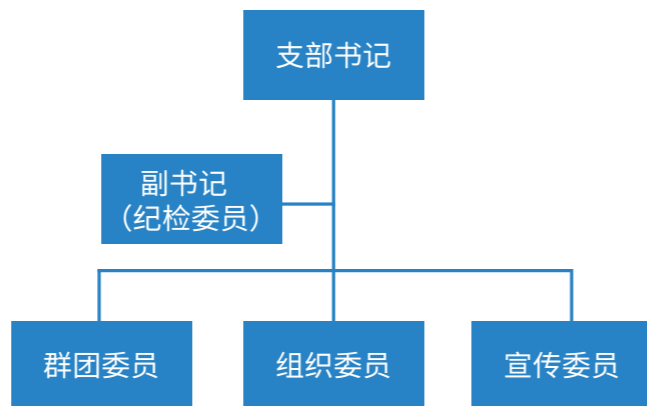 支部书记
副书记
（纪检委员）
群团委员
组织委员
宣传委员